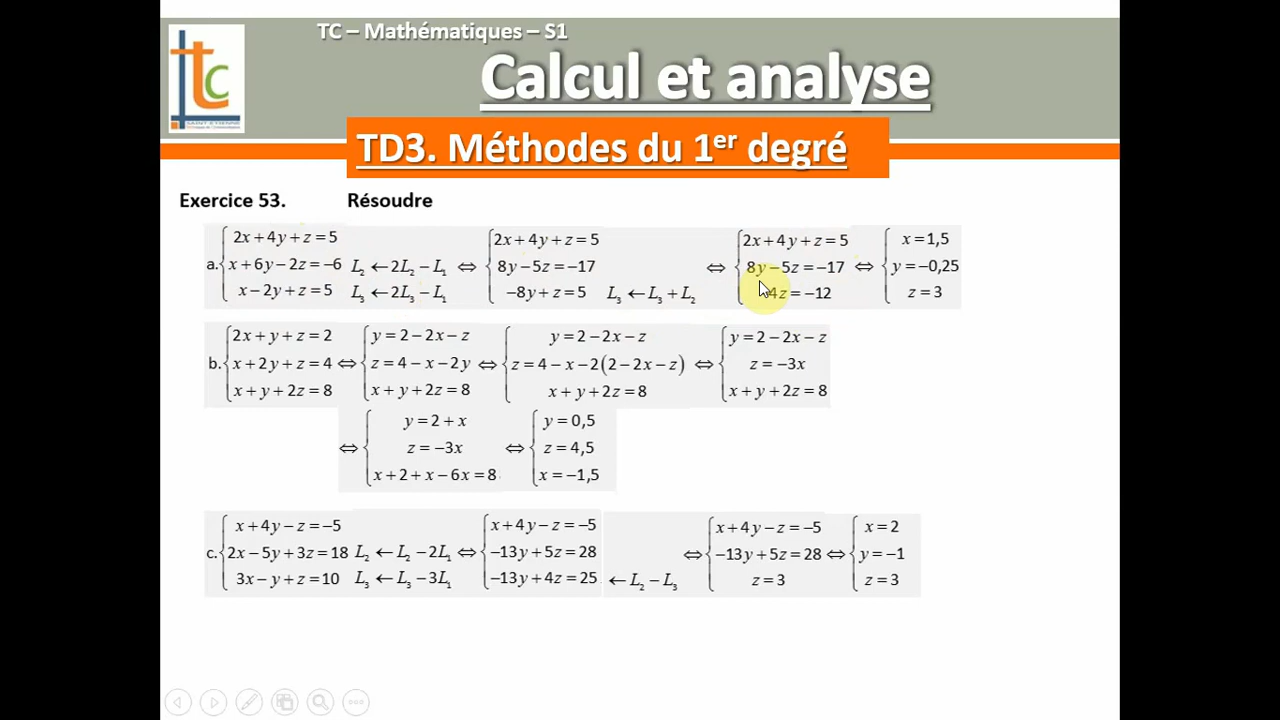 TC – Mathématiques – S1
tc
SAINT-ETIENNE
Calcul et analyse
TD3. Méthodes du 1er degré
Exercice 53. Résoudre
a. { 2x+4y+z=5 ; x+6y−2z=−6 L₂ ← 2L₂ − L₁ ; x−2y+z=5 L₃ ← 2L₃ − L₁ ⇔ { 2x+4y+z=5 ; 8y−5z=−17 ; −8y+z=5 L₃ ← L₃ + L₂ ⇔ { 2x+4y+z=5 ; 8y−5z=−17 ; 4z=−12 ⇔ { x=1,5 ; y=−0,25 ; z=3
b. { 2x+y+z=2 ; x+2y+z=4 ; x+y+2z=8 ⇔ { y=2−2x−z ; z=4−x−2y ; x+y+2z=8 ⇔ { y=2−2x−z ; z=4−x−2(2−2x−z) ; x+y+2z=8 ⇔ { y=2−2x−z ; z=−3x ; x+y+2z=8
⇔ { y=2+x ; z=−3x ; x+2+x−6x=8 ⇔ { y=0,5 ; z=4,5 ; x=−1,5
c. { x+4y−z=−5 ; 2x−5y+3z=18 L₂ ← L₂ − 2L₁ ; 3x−y+z=10 L₃ ← L₃ − 3L₁ ⇔ { x+4y−z=−5 ; −13y+5z=28 ; −13y+4z=25 ← L₂ − L₃ ⇔ { x+4y−z=−5 ; −13y+5z=28 ; z=3 ⇔ { x=2 ; y=−1 ; z=3